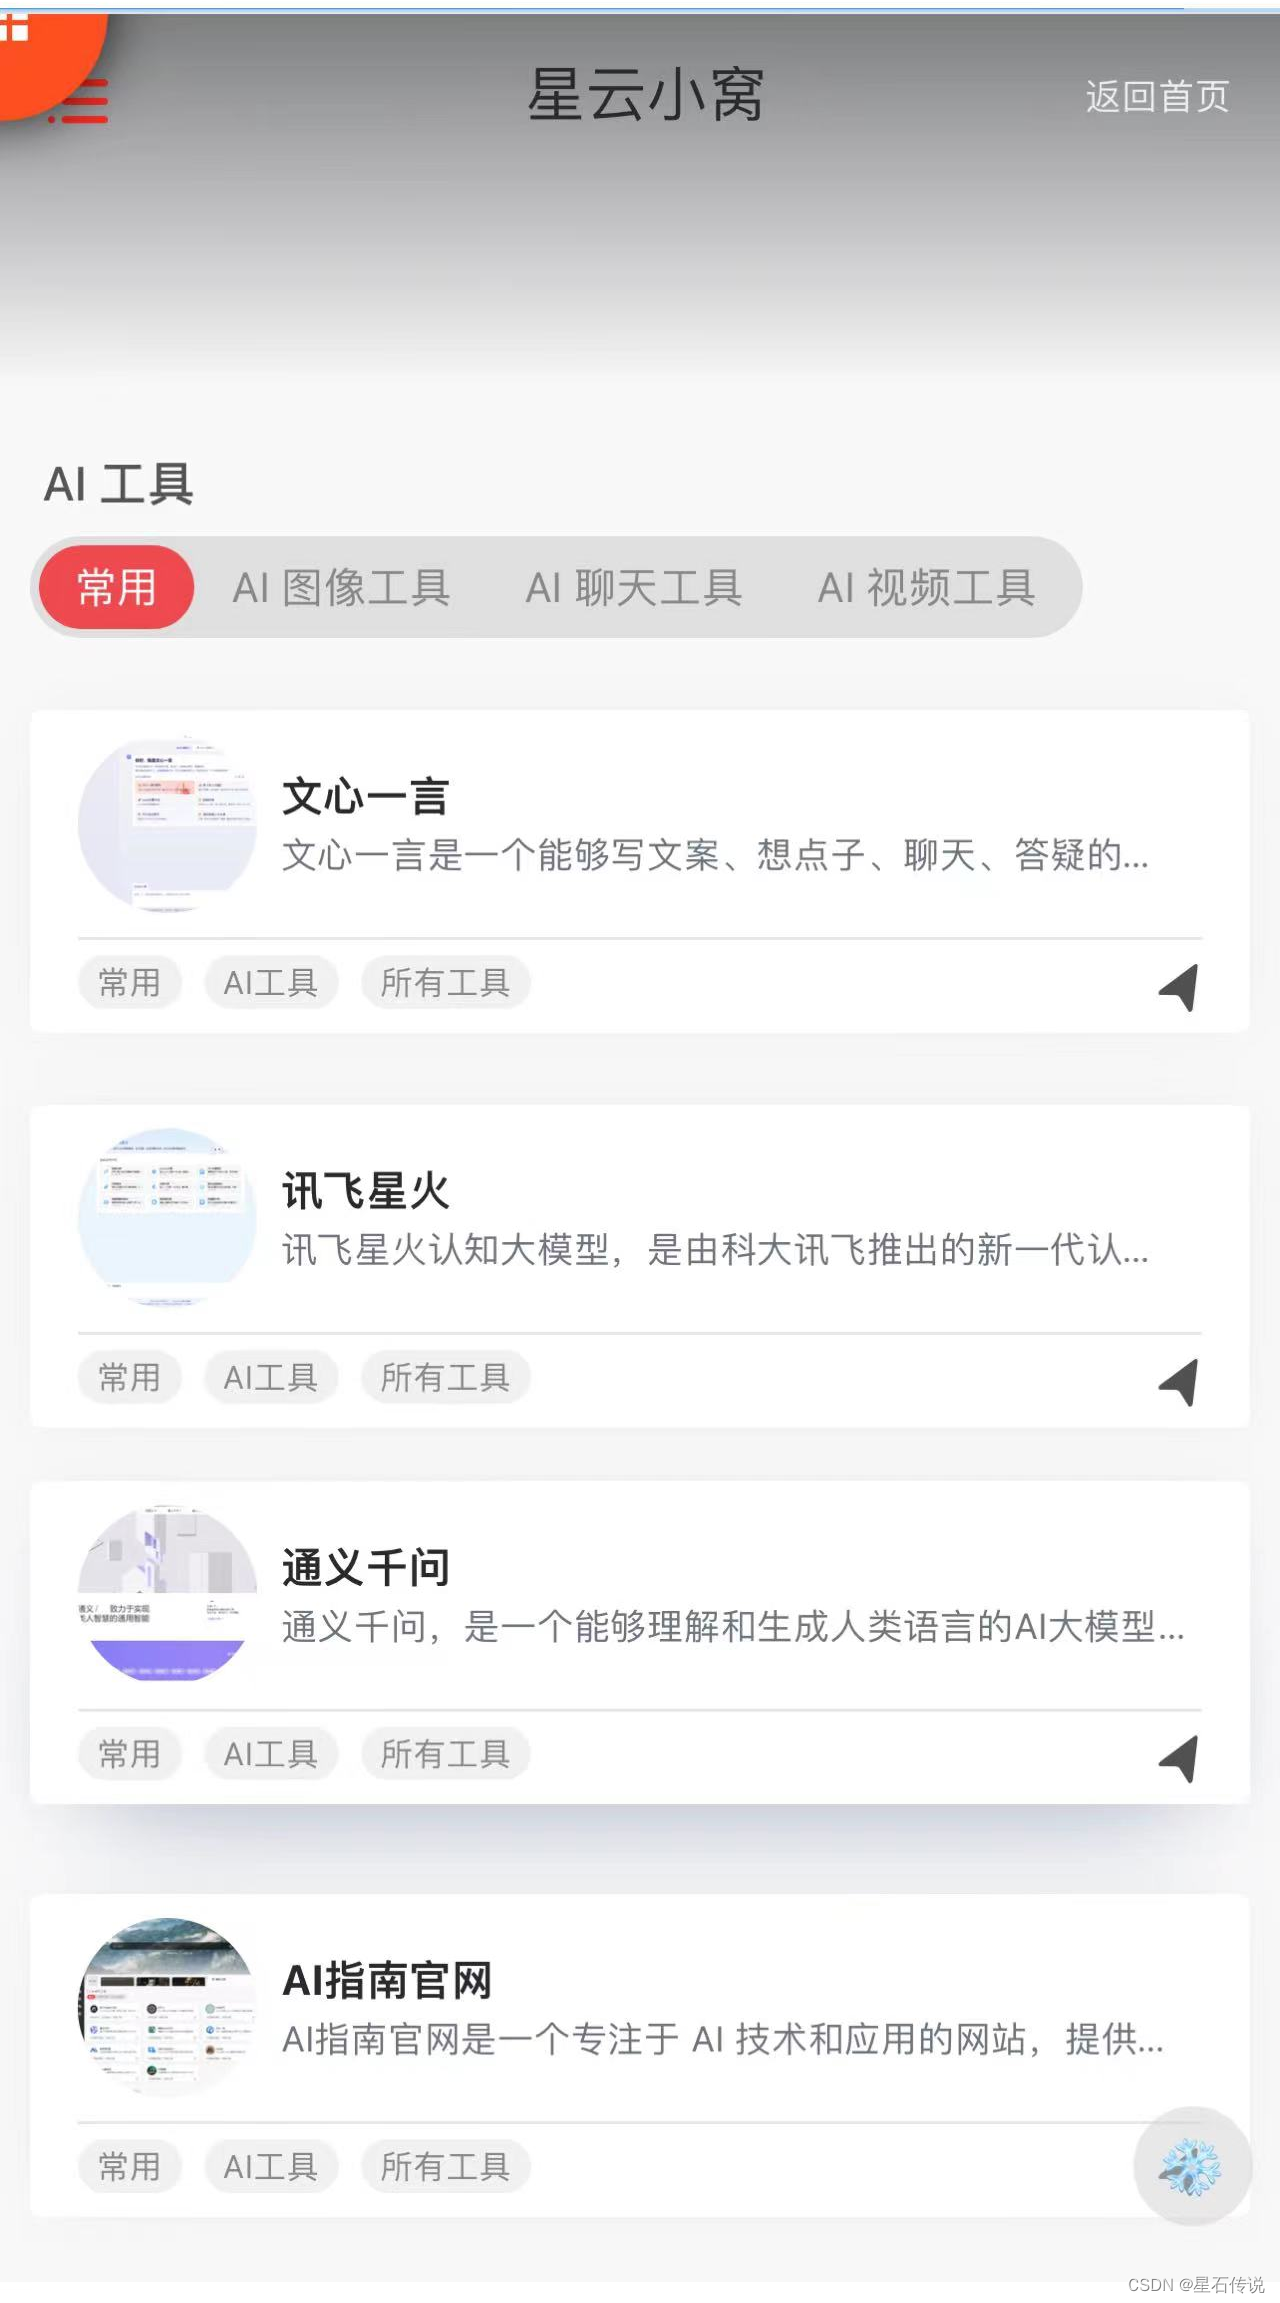 星云小窝
返回首页
AI 工具
常用 AI 图像工具 AI 聊天工具 AI 视频工具
文心一言
文心一言是一个能够写文案、想点子、聊天、答疑的...
常用 AI工具 所有工具
讯飞星火
讯飞星火认知大模型，是由科大讯飞推出的新一代认...
常用 AI工具 所有工具
通义千问
通义千问，是一个能够理解和生成人类语言的AI大模型...
常用 AI工具 所有工具
AI指南官网
AI指南官网是一个专注于 AI 技术和应用的网站，提供...
常用 AI工具 所有工具
CSDN @星石传说